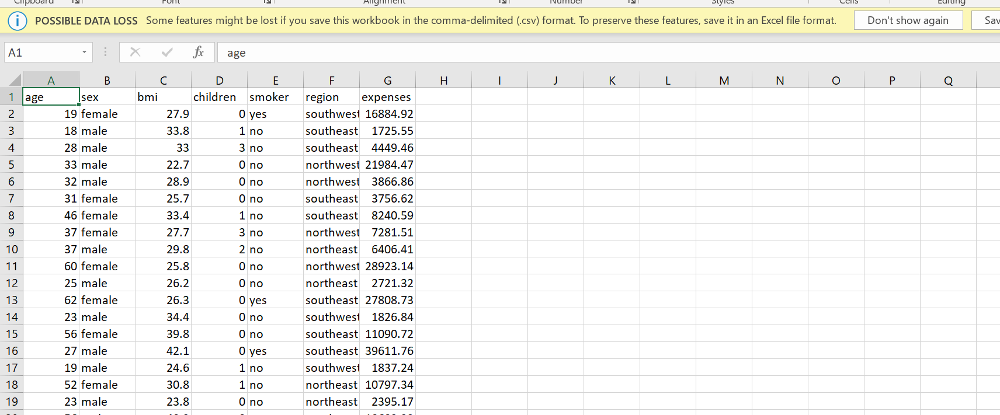 Clipboard Font Alignment Number Styles Cells Editing
POSSIBLE DATA LOSS Some features might be lost if you save this workbook in the comma-delimited (.csv) format. To preserve these features, save it in an Excel file format. Don't show again
A1 fx age
A B C D E F G H I J K L M N O P Q
1 age sex bmi children smoker region expenses
2 19 female 27.9 0 yes southwest 16884.92
3 18 male 33.8 1 no southeast 1725.55
4 28 male 33 3 no southeast 4449.46
5 33 male 22.7 0 no northwest 21984.47
6 32 male 28.9 0 no northwest 3866.86
7 31 female 25.7 0 no southeast 3756.62
8 46 female 33.4 1 no southeast 8240.59
9 37 female 27.7 3 no northwest 7281.51
10 37 male 29.8 2 no northeast 6406.41
11 60 female 25.8 0 no northwest 28923.14
12 25 male 26.2 0 no northeast 2721.32
13 62 female 26.3 0 yes southeast 27808.73
14 23 male 34.4 0 no southwest 1826.84
15 56 female 39.8 0 no southeast 11090.72
16 27 male 42.1 0 yes southeast 39611.76
17 19 male 24.6 1 no southwest 1837.24
18 52 female 30.8 1 no northeast 10797.34
19 23 male 23.8 0 no northeast 2395.17